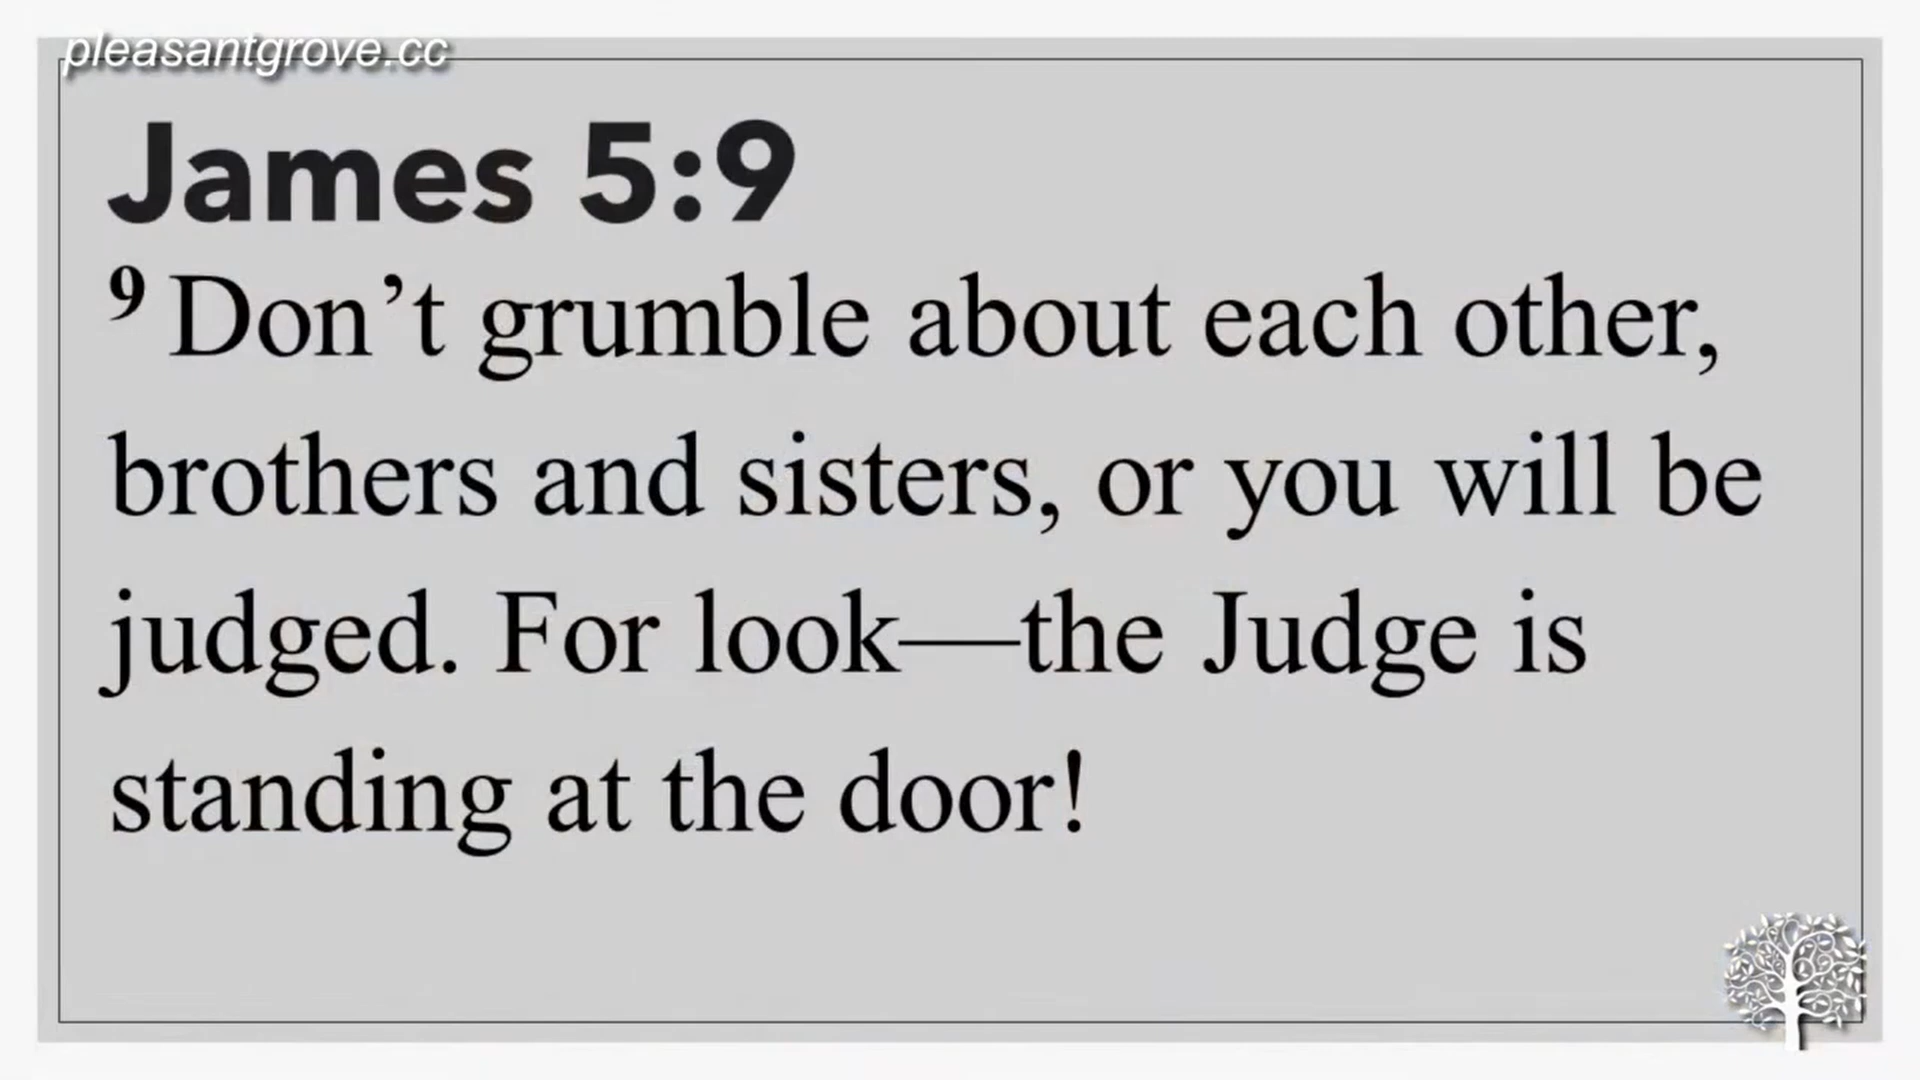 pleasantgrove.cc
James 5:9
9 Don’t grumble about each other,
brothers and sisters, or you will be
judged. For look—the Judge is
standing at the door!